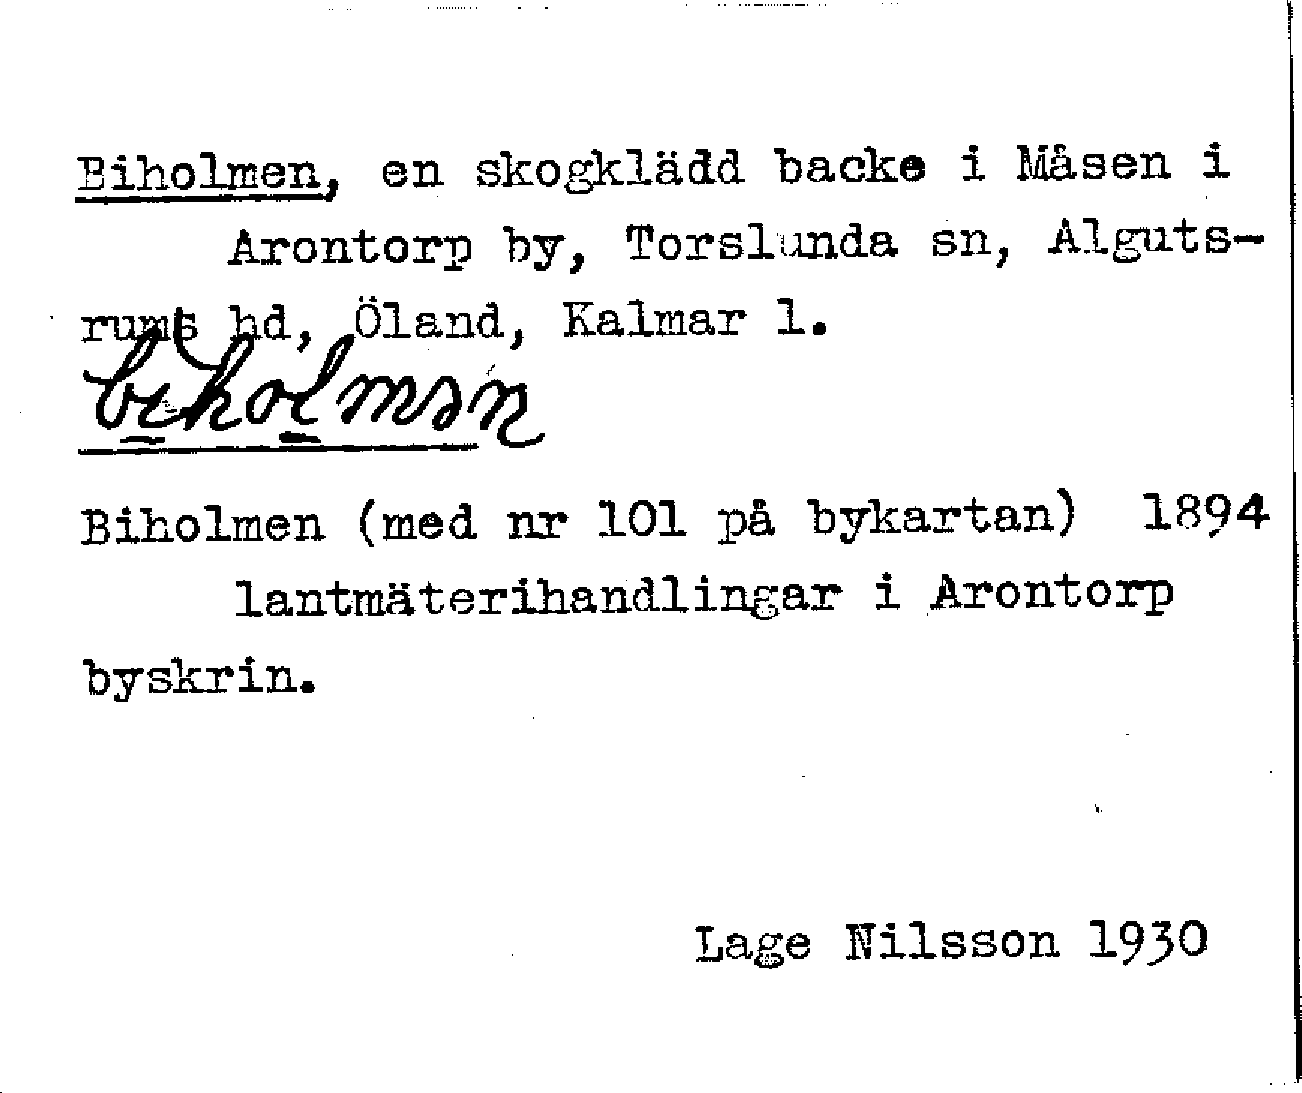 Biholmen, en skogklädd backe i Måsen i
Arontorp by, Torslunda sn, Alguts-
rums hd, Öland, Kalmar l.
biholmən
Biholmen (med nr 101 på bykartan) 1894
lantmäterihandlingar i Arontorp
byskrin.
Lage Nilsson 1930